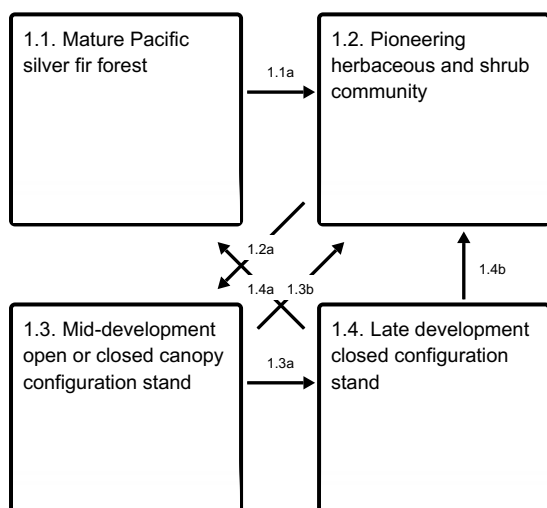 1.1. Mature Pacific
silver fir forest
1.1a
1.2. Pioneering
herbaceous and shrub
community
1.2a
1.4a
1.3b
1.4b
1.3. Mid-development
open or closed canopy
configuration stand
1.3a
1.4. Late development
closed configuration
stand